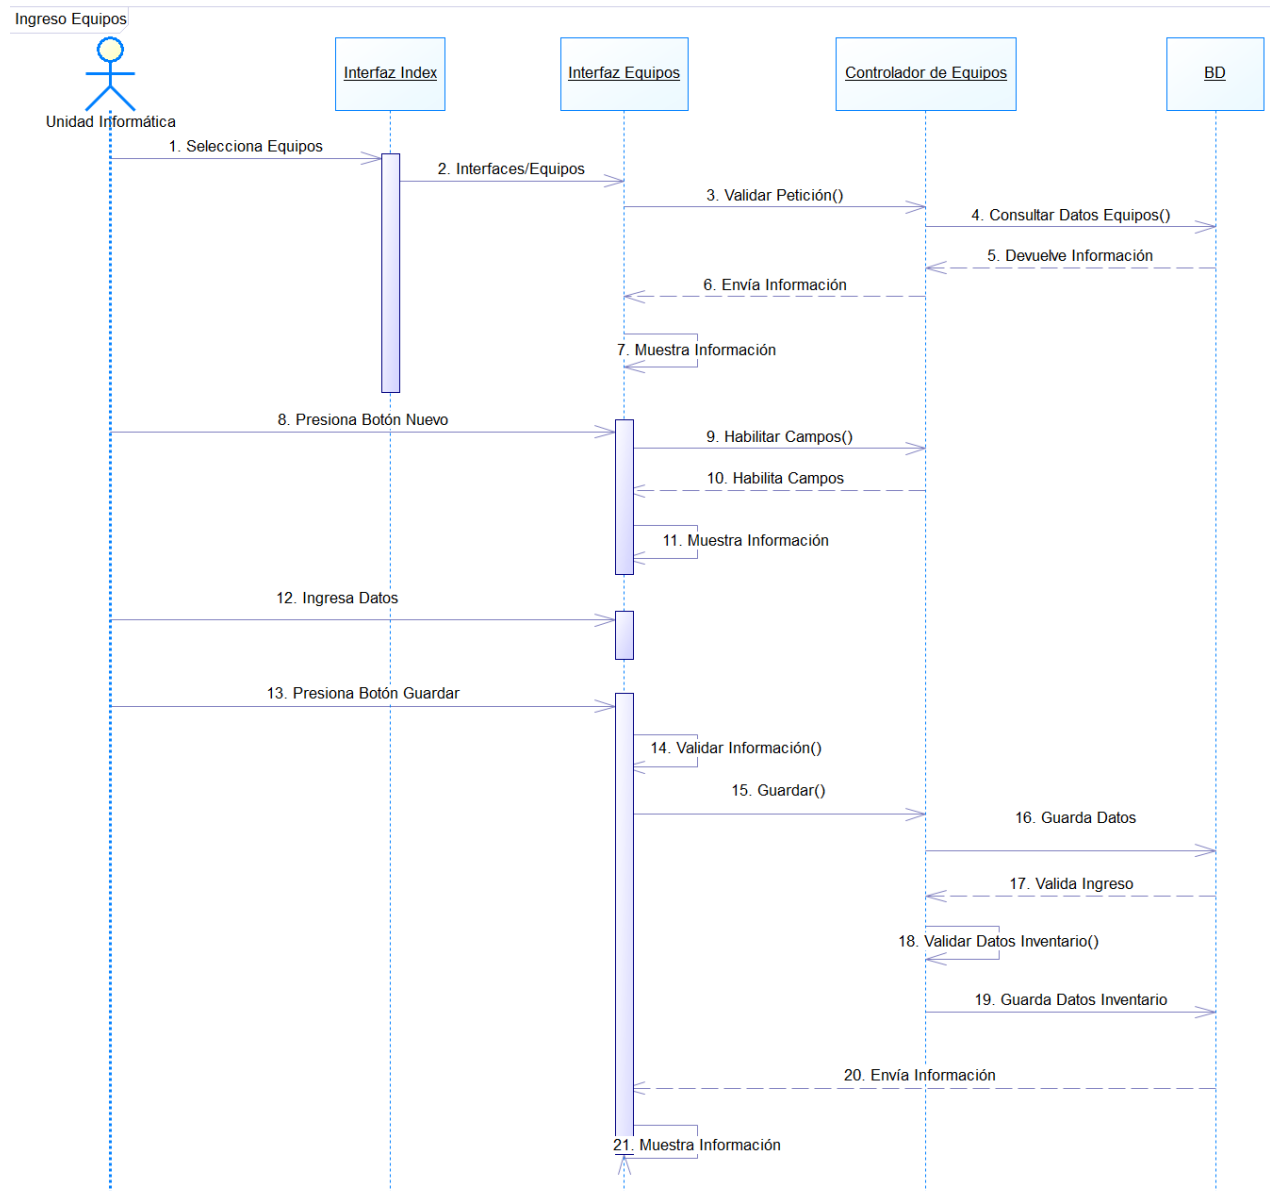 Ingreso Equipos
Interfaz Index
Interfaz Equipos
Controlador de Equipos
BD
Unidad Informática
1. Selecciona Equipos
2. Interfaces/Equipos
3. Validar Petición()
4. Consultar Datos Equipos()
5. Devuelve Información
6. Envía Información
7. Muestra Información
8. Presiona Botón Nuevo
9. Habilitar Campos()
10. Habilita Campos
11. Muestra Información
12. Ingresa Datos
13. Presiona Botón Guardar
14. Validar Información()
15. Guardar()
16. Guarda Datos
17. Valida Ingreso
18. Validar Datos Inventario()
19. Guarda Datos Inventario
20. Envía Información
21. Muestra Información